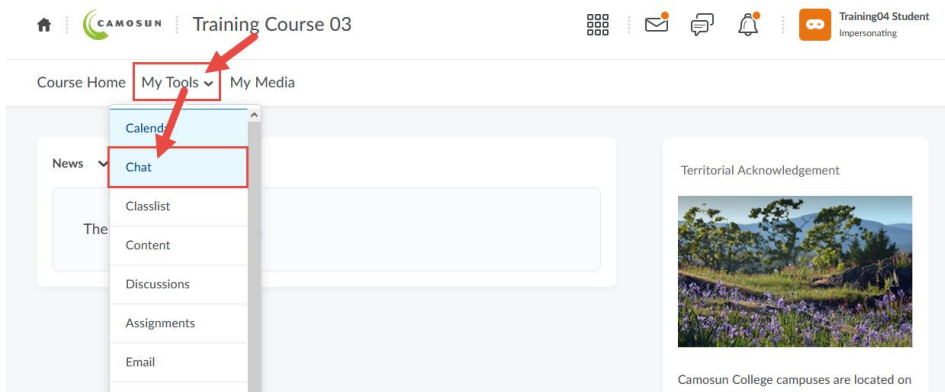 CAMOSUN
Training Course 03
Training04 Student
Impersonating
Course Home My Tools My Media
Calenda
Chat
Classlist
Content
Discussions
Assignments
Email
News
The
Territorial Acknowledgement
Camosun College campuses are located on